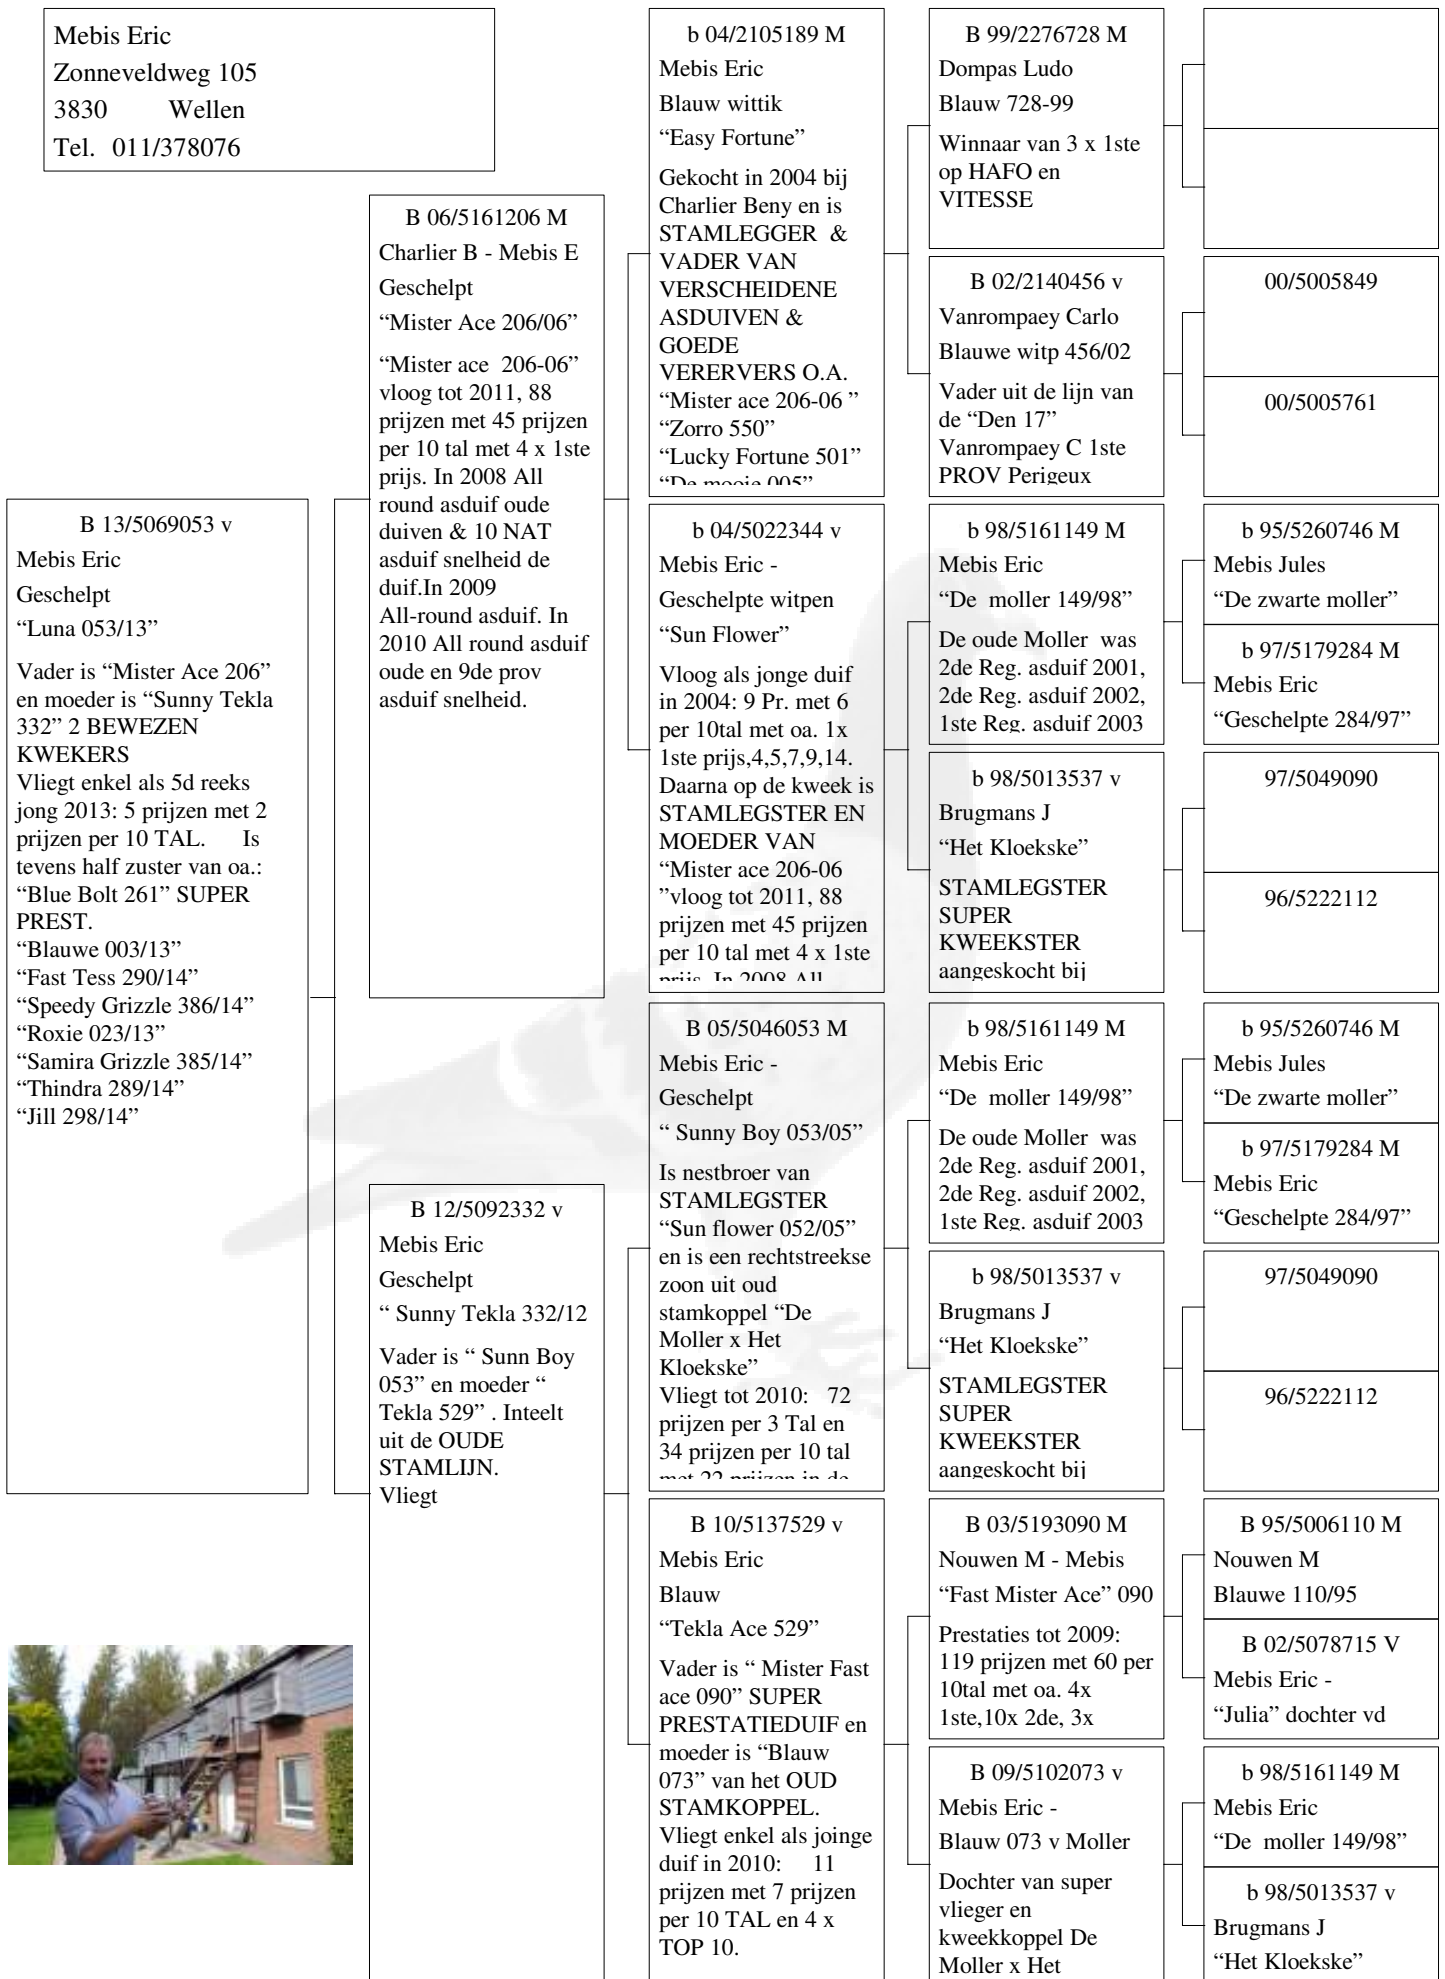 Mebis Eric
Zonneveldweg 105
3830 Wellen
Tel. 011/378076
B 13/5069053 v
Mebis Eric
Geschelpt
“Luna 053/13”
Vader is “Mister Ace 206”
en moeder is “Sunny Tekla
332” 2 BEWEZEN
KWEKERS
Vliegt enkel als 5d reeks
jong 2013: 5 prijzen met 2
prijzen per 10 TAL. Is
tevens half zuster van oa.:
“Blue Bolt 261” SUPER
PREST.
“Blauwe 003/13”
“Fast Tess 290/14”
“Speedy Grizzle 386/14”
“Roxie 023/13”
“Samira Grizzle 385/14”
“Thindra 289/14”
“Jill 298/14”
B 06/5161206 M
Charlier B - Mebis E
Geschelpt
“Mister Ace 206/06”
“Mister ace 206-06”
vloog tot 2011, 88
prijzen met 45 prijzen
per 10 tal met 4 x 1ste
prijs. In 2008 All
round asduif oude
duiven & 10 NAT
asduif snelheid de
duif.In 2009
All-round asduif. In
2010 All round asduif
oude en 9de prov
asduif snelheid.
B 12/5092332 v
Mebis Eric
Geschelpt
“ Sunny Tekla 332/12
Vader is “ Sunn Boy
053” en moeder “
Tekla 529” . Inteelt
uit de OUDE
STAMLIJN.
Vliegt
b 04/2105189 M
Mebis Eric
Blauw wittik
“Easy Fortune”
Gekocht in 2004 bij
Charlier Beny en is
STAMLEGGER &
VADER VAN
VERSCHEIDENE
ASDUIVEN &
GOEDE
VERERVERS O.A.
“Mister ace 206-06 ”
“Zorro 550”
“Lucky Fortune 501”
“De mooie 005”
b 04/5022344 v
Mebis Eric -
Geschelpte witpen
“Sun Flower”
Vloog als jonge duif
in 2004: 9 Pr. met 6
per 10tal met oa. 1x
1ste prijs,4,5,7,9,14.
Daarna op de kweek is
STAMLEGSTER EN
MOEDER VAN
“Mister ace 206-06
”vloog tot 2011, 88
prijzen met 45 prijzen
per 10 tal met 4 x 1ste
prijs. In 2008 All
B 05/5046053 M
Mebis Eric -
Geschelpt
“ Sunny Boy 053/05”
Is nestbroer van
STAMLEGSTER
“Sun flower 052/05”
en is een rechtstreekse
zoon uit oud
stamkoppel “De
Moller x Het
Kloekske”
Vliegt tot 2010: 72
prijzen per 3 Tal en
34 prijzen per 10 tal
met 22 prijzen in de
B 10/5137529 v
Mebis Eric
Blauw
“Tekla Ace 529”
Vader is “ Mister Fast
ace 090” SUPER
PRESTATIEDUIF en
moeder is “Blauw
073” van het OUD
STAMKOPPEL.
Vliegt enkel als joinge
duif in 2010: 11
prijzen met 7 prijzen
per 10 TAL en 4 x
TOP 10.
B 99/2276728 M
Dompas Ludo
Blauw 728-99
Winnaar van 3 x 1ste
op HAFO en
VITESSE
B 02/2140456 v
Vanrompaey Carlo
Blauwe witp 456/02
Vader uit de lijn van
de “Den 17”
Vanrompaey C 1ste
PROV Perigeux
b 98/5161149 M
Mebis Eric
“De moller 149/98”
De oude Moller was
2de Reg. asduif 2001,
2de Reg. asduif 2002,
1ste Reg. asduif 2003
b 98/5013537 v
Brugmans J
“Het Kloekske”
STAMLEGSTER
SUPER
KWEEKSTER
aangeskocht bij
b 98/5161149 M
Mebis Eric
“De moller 149/98”
De oude Moller was
2de Reg. asduif 2001,
2de Reg. asduif 2002,
1ste Reg. asduif 2003
b 98/5013537 v
Brugmans J
“Het Kloekske”
STAMLEGSTER
SUPER
KWEEKSTER
aangeskocht bij
B 03/5193090 M
Nouwen M - Mebis
“Fast Mister Ace” 090
Prestaties tot 2009:
119 prijzen met 60 per
10tal met oa. 4x
1ste,10x 2de, 3x
B 09/5102073 v
Mebis Eric -
Blauw 073 v Moller
Dochter van super
vlieger en
kweekkoppel De
Moller x Het
00/5005849
00/5005761
b 95/5260746 M
Mebis Jules
“De zwarte moller”
b 97/5179284 M
Mebis Eric
“Geschelpte 284/97”
97/5049090
96/5222112
b 95/5260746 M
Mebis Jules
“De zwarte moller”
b 97/5179284 M
Mebis Eric
“Geschelpte 284/97”
97/5049090
96/5222112
B 95/5006110 M
Nouwen M
Blauwe 110/95
B 02/5078715 V
Mebis Eric -
“Julia” dochter vd
b 98/5161149 M
Mebis Eric
“De moller 149/98”
b 98/5013537 v
Brugmans J
“Het Kloekske”